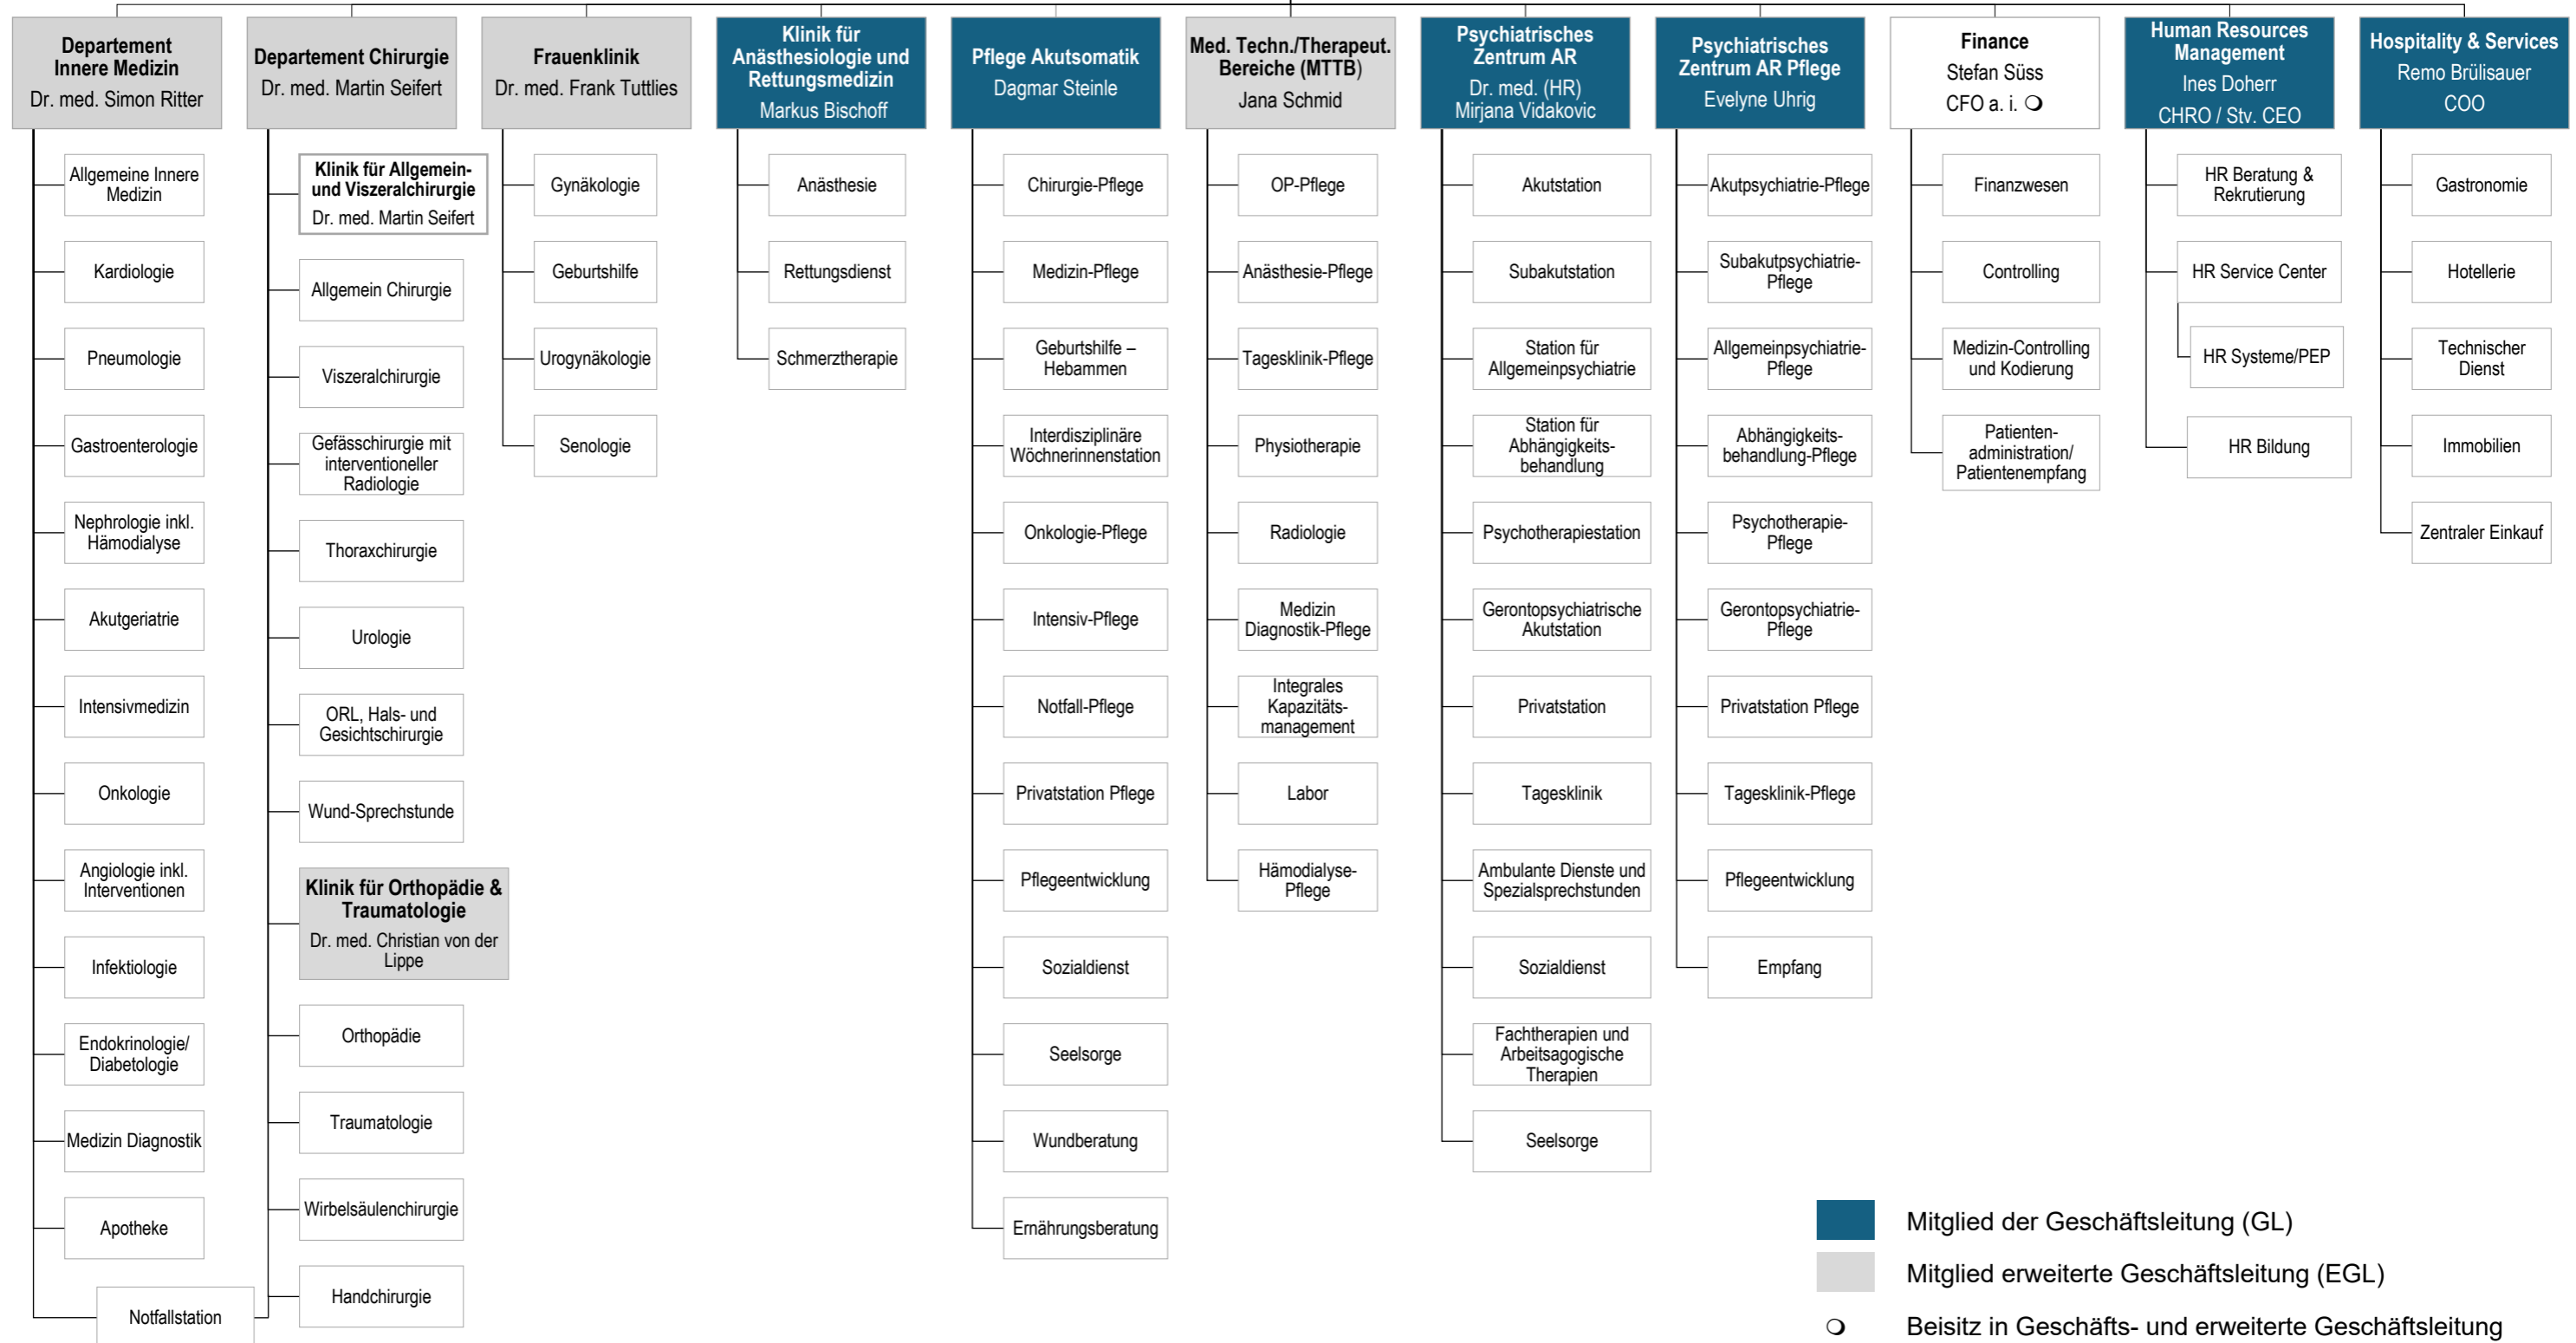 Departement
Innere Medizin
Dr. med. Simon Ritter
Allgemeine Innere
Medizin
Kardiologie
Pneumologie
Gastroenterologie
Nephrologie inkl.
Hämodialyse
Akutgeriatrie
Intensivmedizin
Onkologie
Angiologie inkl.
Interventionen
Infektiologie
Endokrinologie/
Diabetologie
Medizin Diagnostik
Apotheke
Notfallstation
Departement Chirurgie
Dr. med. Martin Seifert
Klinik für Allgemein-
und Viszeralchirurgie
Dr. med. Martin Seifert
Allgemein Chirurgie
Viszeralchirurgie
Gefässchirurgie mit
interventioneller
Radiologie
Thoraxchirurgie
Urologie
ORL, Hals- und
Gesichtschirurgie
Wund-Sprechstunde
Klinik für Orthopädie &
Traumatologie
Dr. med. Christian von der
Lippe
Orthopädie
Traumatologie
Wirbelsäulenchirurgie
Handchirurgie
Frauenklinik
Dr. med. Frank Tuttlies
Gynäkologie
Geburtshilfe
Urogynäkologie
Senologie
Klinik für
Anästhesiologie und
Rettungsmedizin
Markus Bischoff
Anästhesie
Rettungsdienst
Schmerztherapie
Pflege Akutsomatik
Dagmar Steinle
Chirurgie-Pflege
Medizin-Pflege
Geburtshilfe –
Hebammen
Interdisziplinäre
Wöchnerinnenstation
Onkologie-Pflege
Intensiv-Pflege
Notfall-Pflege
Privatstation Pflege
Pflegeentwicklung
Sozialdienst
Seelsorge
Wundberatung
Ernährungsberatung
Med. Techn./Therapeut.
Bereiche (MTTB)
Jana Schmid
OP-Pflege
Anästhesie-Pflege
Tagesklinik-Pflege
Physiotherapie
Radiologie
Medizin
Diagnostik-Pflege
Integrales
Kapazitäts-
management
Labor
Hämodialyse-
Pflege
Psychiatrisches
Zentrum AR
Dr. med. (HR)
Mirjana Vidakovic
Akutstation
Subakutstation
Station für
Allgemeinpsychiatrie
Station für
Abhängigkeits-
behandlung
Psychotherapiestation
Gerontopsychiatrische
Akutstation
Privatstation
Tagesklinik
Ambulante Dienste und
Spezialsprechstunden
Sozialdienst
Fachtherapien und
Arbeitsagogische
Therapien
Seelsorge
Psychiatrisches
Zentrum AR Pflege
Evelyne Uhrig
Akutpsychiatrie-Pflege
Subakutpsychiatrie-
Pflege
Allgemeinpsychiatrie-
Pflege
Abhängigkeits-
behandlung-Pflege
Psychotherapie-
Pflege
Gerontopsychiatrie-
Pflege
Privatstation Pflege
Tagesklinik-Pflege
Pflegeentwicklung
Empfang
Finance
Stefan Süss
CFO a. i. ❍
Finanzwesen
Controlling
Medizin-Controlling
und Kodierung
Patienten-
administration/
Patientenempfang
Human Resources
Management
Ines Doherr
CHRO / Stv. CEO
HR Beratung &
Rekrutierung
HR Service Center
HR Systeme/PEP
HR Bildung
Hospitality & Services
Remo Brülisauer
COO
Gastronomie
Hotellerie
Technischer
Dienst
Immobilien
Zentraler Einkauf
Mitglied der Geschäftsleitung (GL)
Mitglied erweiterte Geschäftsleitung (EGL)
❍ Beisitz in Geschäfts- und erweiterte Geschäftsleitung